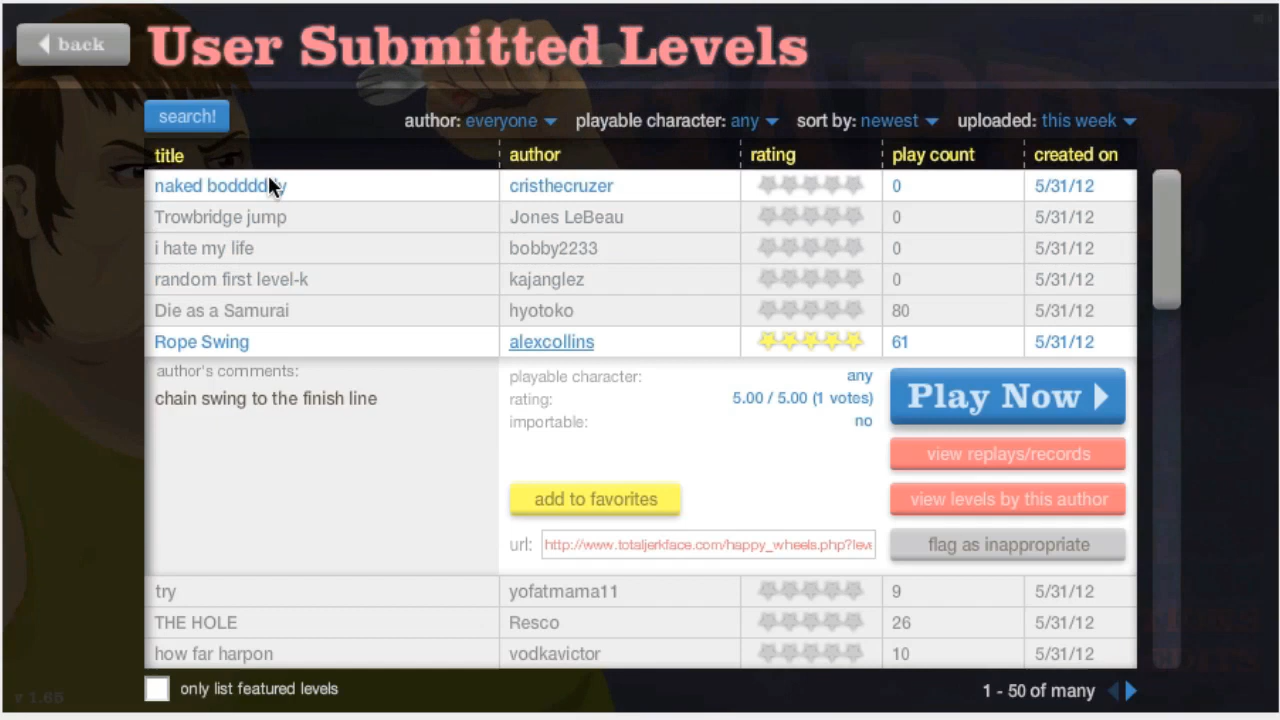 back
User Submitted Levels
search!
author: everyone playable character: any sort by: newest uploaded: this week
title author rating play count created on
cristhecruzer 0 5/31/12
naked
Trowbridge jump Jones LeBeau 0 5/31/12
i hate my life bobby2233 0 5/31/12
random first level-k kajanglez 0 5/31/12
Die as a Samurai hyotoko 80 5/31/12
Rope Swing alexcollins 61 5/31/12
author's comments:
chain swing to the finish line
playable character: any
rating: 5.00 / 5.00 (1 votes)
importable: no
Play Now
view replays/records
add to favorites
view levels by this author
url: http://www.totaljerkface.com/happy_wheels.php?leve
flag as inappropriate
try yofatmama11 9 5/31/12
THE HOLE Resco 26 5/31/12
how far harpon vodkavictor 10 5/31/12
only list featured levels
1 - 50 of many
v 1.65